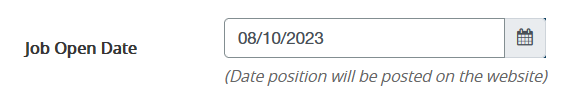 Job Open Date 08/10/2023
(Date position will be posted on the website)